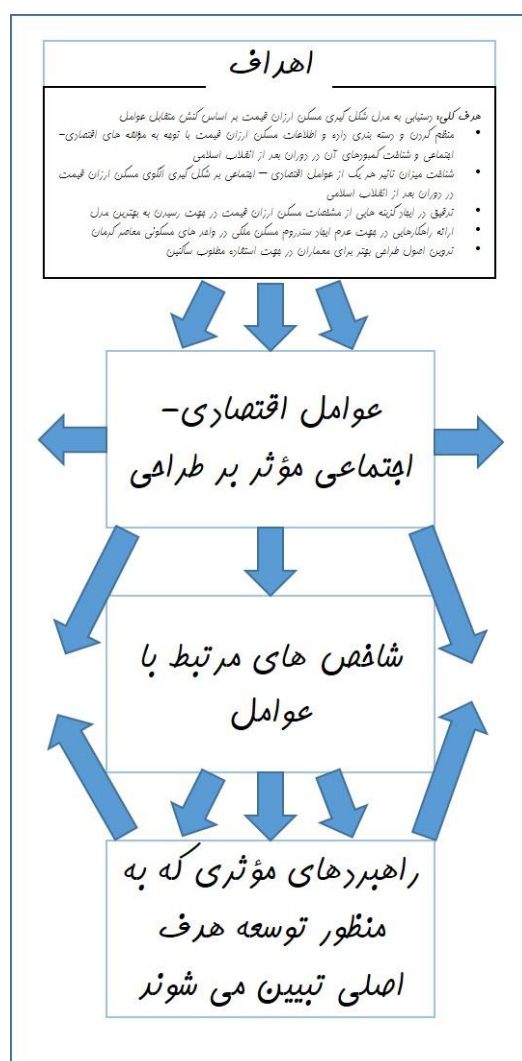 اهداف
هدف کلی: دستیابی به مدل شکل گیری مسکن ارزان قیمت بر اساس کنش متقابل عوامل
• منظم کردن و دسته بندی داده و اطلاعات مسکن ارزان قیمت با توجه به مؤلفه های اقتصادی-
اجتماعی و شناخت کمبودهای آن در دوران بعد از انقلاب اسلامی
• شناخت میزان تاثیر هر یک از عوامل اقتصادی – اجتماعی بر شکل گیری الگوی مسکن ارزان قیمت
در دوران بعد از انقلاب اسلامی
• تدقیق در ایجاد گزینه هایی از مشخصات مسکن ارزان قیمت در جهت رسیدن به بهترین مدل
• ارائه راهکارهایی در جهت عدم ایجاد سندروم مسکن ملکی در واحد های مسکونی معاصر کرمان
• تدوین اصول طراحی بهتر برای معماران در جهت استفاده مطلوب ساکنین
عوامل اقتصادی-
اجتماعی مؤثر بر طراحی
شاخص های مرتبط با
عوامل
راهبردهای مؤثری که به
منظور توسعه هدف
اصلی تبیین می شوند